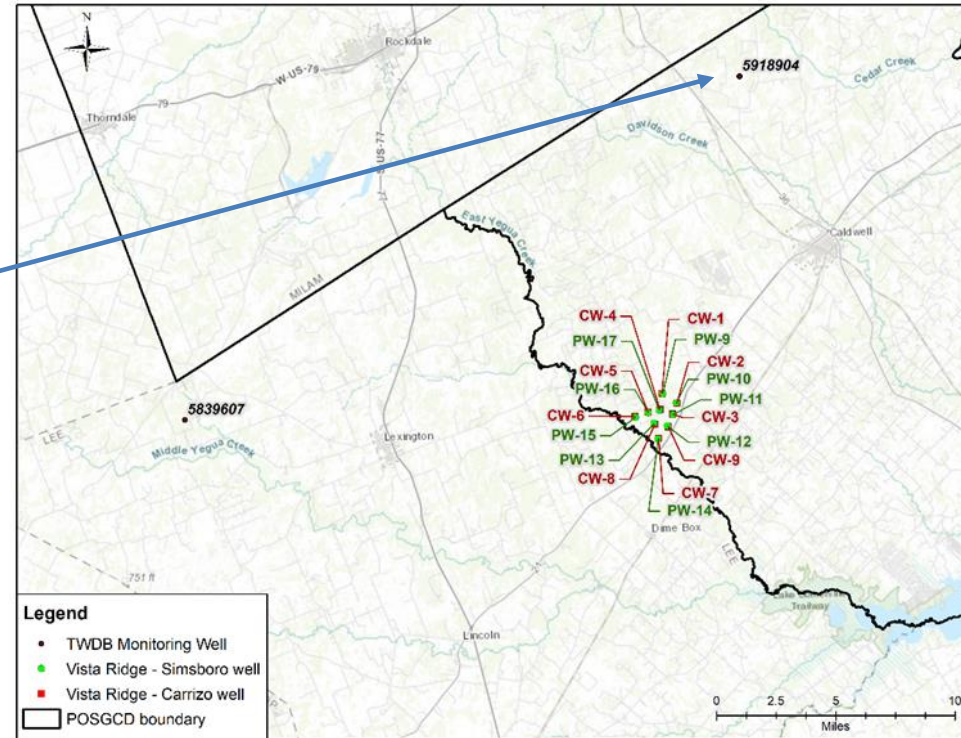 N
Rockdale
5918904
Cedar Creek
W-US-79
79
Thorndale
S-US-77
77
Davidson Creek
36
Caldwell
East Yegua Creek
MILAM
CW-4
CW-1
PW-17
PW-9
CW-5
CW-2
PW-16
PW-10
PW-11
CW-6
CW-3
PW-15
PW-12
PW-13
CW-9
CW-8
CW-7
PW-14
5839607
LEE
Middle Yegua Creek
Lexington
Dime Box
LEE
751 ft
Trailway
Lincoln
Legend
TWDB Monitoring Well
Vista Ridge - Simsboro well
Vista Ridge - Carrizo well
POSGCD boundary
0 2.5 5 10
Miles